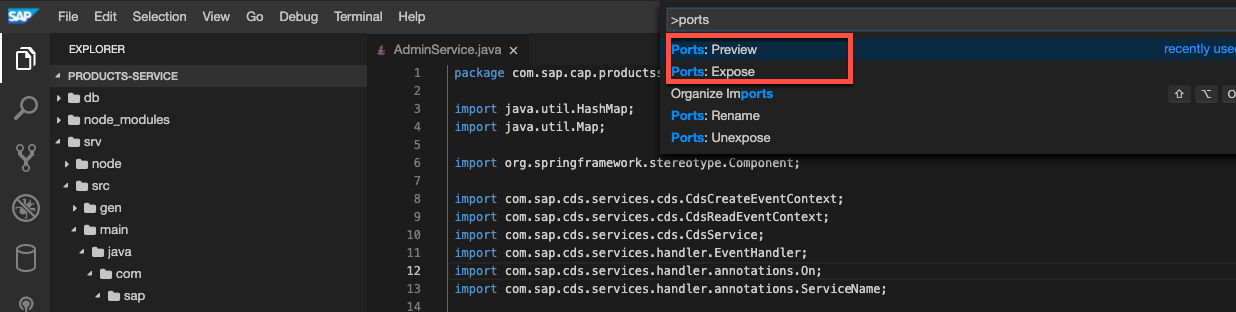 SAP File Edit Selection View Go Debug Terminal Help
>ports
Ports: Preview recently use
Ports: Expose
Organize Imports
Ports: Rename
Ports: Unexpose
EXPLORER
PRODUCTS-SERVICE
db
node_modules
srv
node
src
gen
main
java
com
sap
AdminService.java ×
1 package com.sap.cap.products
2
3 import java.util.HashMap;
4 import java.util.Map;
5
6 import org.springframework.stereotype.Component;
7
8 import com.sap.cds.services.cds.CdsCreateEventContext;
9 import com.sap.cds.services.cds.CdsReadEventContext;
10 import com.sap.cds.services.cds.CdsService;
11 import com.sap.cds.services.handler.EventHandler;
12 import com.sap.cds.services.handler.annotations.On;
13 import com.sap.cds.services.handler.annotations.ServiceName;
14